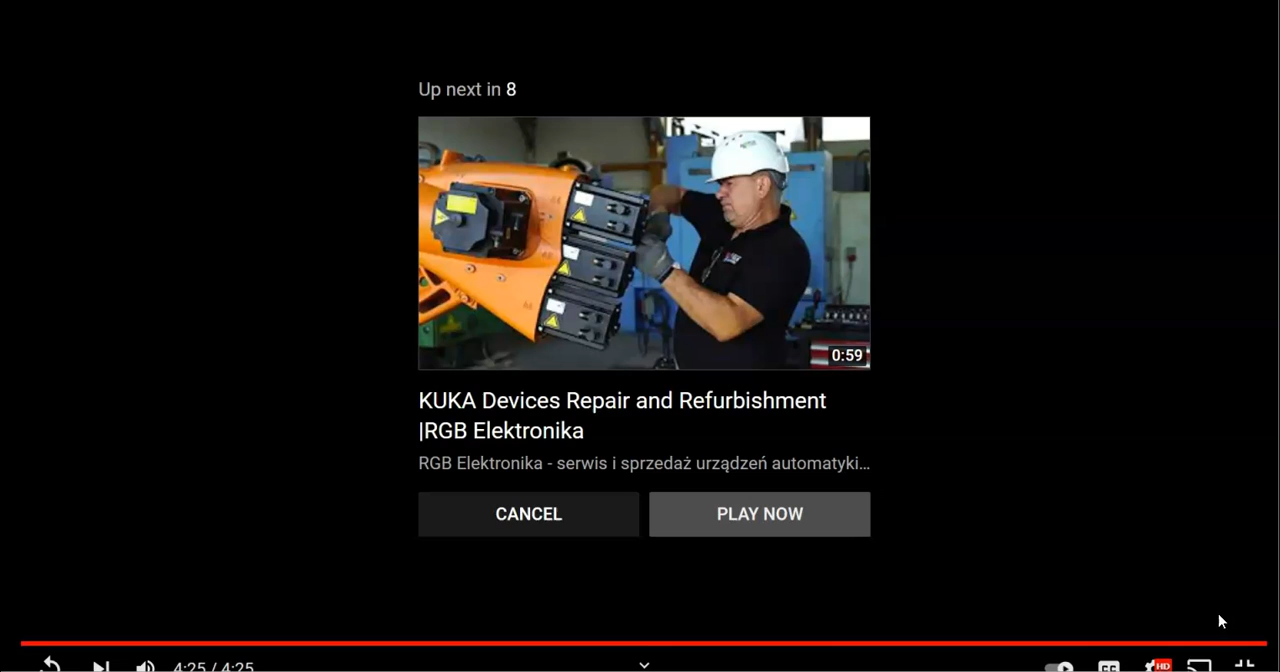 Up next in 8
0:59
KUKA Devices Repair and Refurbishment
|RGB Elektronika
RGB Elektronika - serwis i sprzedaż urządzeń automatyki...
CANCEL
PLAY NOW
4:25 / 4:25
CC
HD